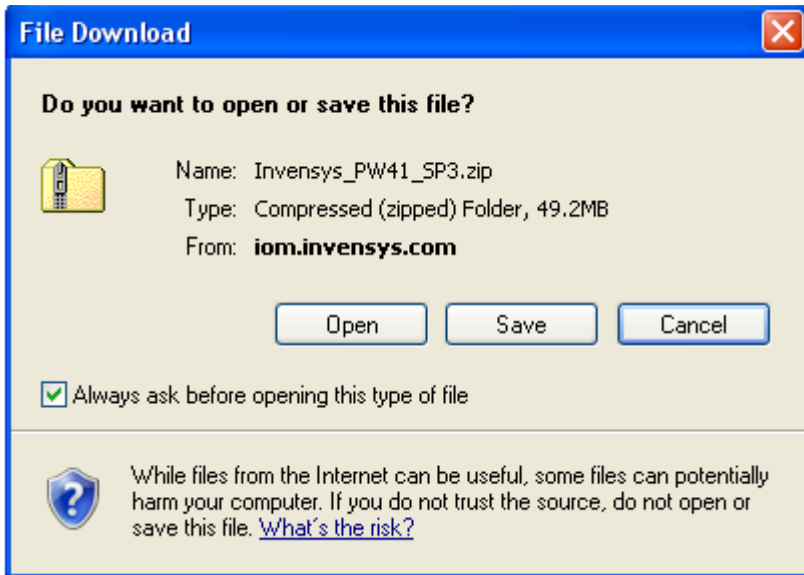 File Download
Do you want to open or save this file?
Name: Invensys_PW41_SP3.zip
Type: Compressed (zipped) Folder, 49.2MB
From: iom.invensys.com
Open Save Cancel
Always ask before opening this type of file
While files from the Internet can be useful, some files can potentially
harm your computer. If you do not trust the source, do not open or
save this file. What's the risk?